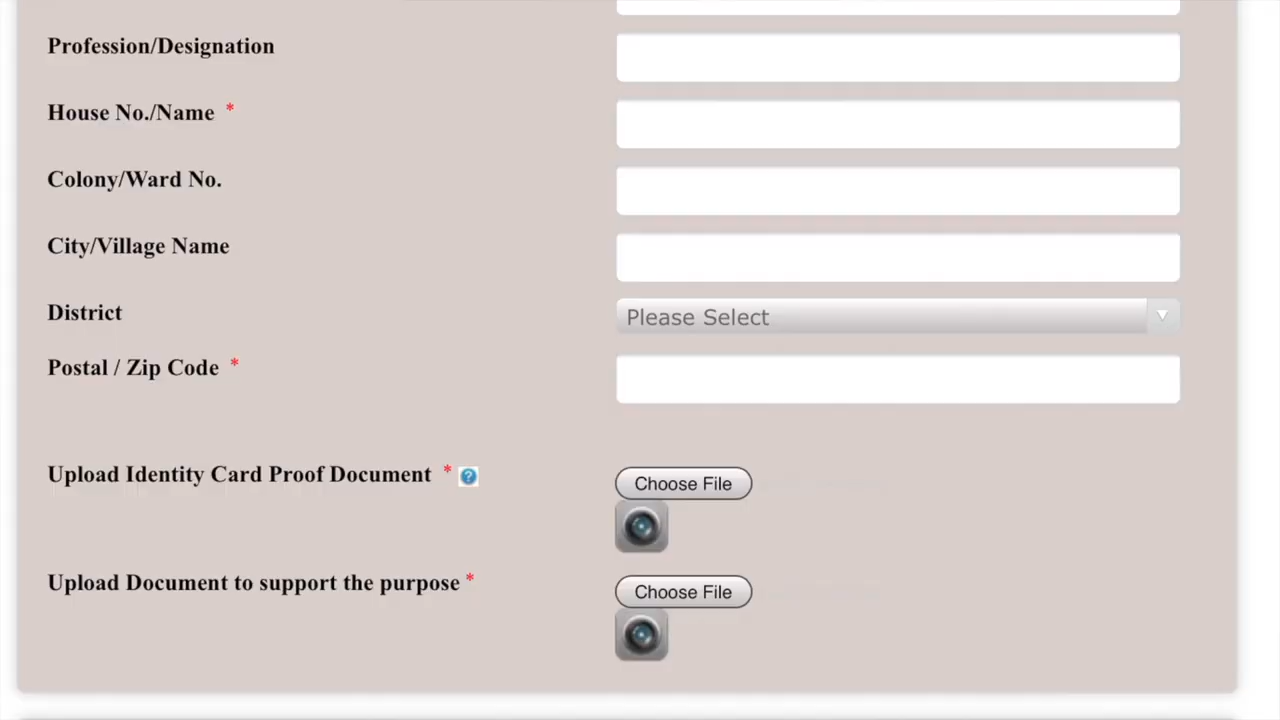 Profession/Designation
House No./Name *
Colony/Ward No.
City/Village Name
District
Please Select
Postal / Zip Code *
Upload Identity Card Proof Document * ?
Choose File
Upload Document to support the purpose *
Choose File